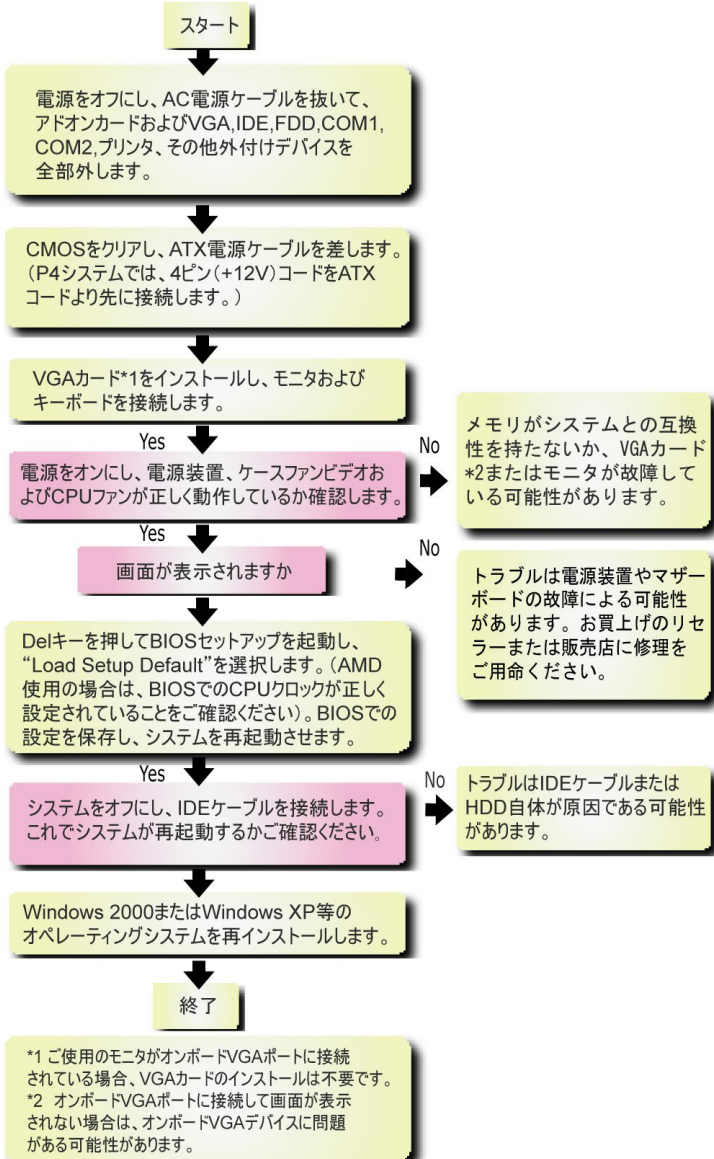 スタート
電源をオフにし、AC電源ケーブルを抜いて、
アドオンカードおよびVGA,IDE,FDD,COM1,
COM2,プリンタ、その他外付けデバイスを
全部外します。
CMOSをクリアし、ATX電源ケーブルを差します。
(P4システムでは、4ピン(+12V)コードをATX
コードより先に接続します。)
VGAカード*1をインストールし、モニタおよび
キーボードを接続します。
Yes
No
電源をオンにし、電源装置、ケースファンビデオお
よびCPUファンが正しく動作しているか確認します。
メモリがシステムとの互換
性を持たないか、VGAカード
*2またはモニタが故障して
いる可能性があります。
Yes
No
画面が表示されますか
トラブルは電源装置やマザー
ボードの故障による可能性
があります。お買上げのリセ
ラーまたは販売店に修理を
ご用命ください。
Delキーを押してBIOSセットアップを起動し、
“Load Setup Default”を選択します。(AMD
使用の場合は、BIOSでのCPUクロックが正しく
設定されていることをご確認ください)。BIOSでの
設定を保存し、システムを再起動させます。
Yes
No
システムをオフにし、IDEケーブルを接続します。
これでシステムが再起動するかご確認ください。
トラブルはIDEケーブルまたは
HDD自体が原因である可能性
があります。
Windows 2000またはWindows XP等の
オペレーティングシステムを再インストールします。
終了
*1 ご使用のモニタがオンボードVGAポートに接続
されている場合、VGAカードのインストールは不要です。
*2 オンボードVGAポートに接続して画面が表示
されない場合は、オンボードVGAデバイスに問題
がある可能性があります。